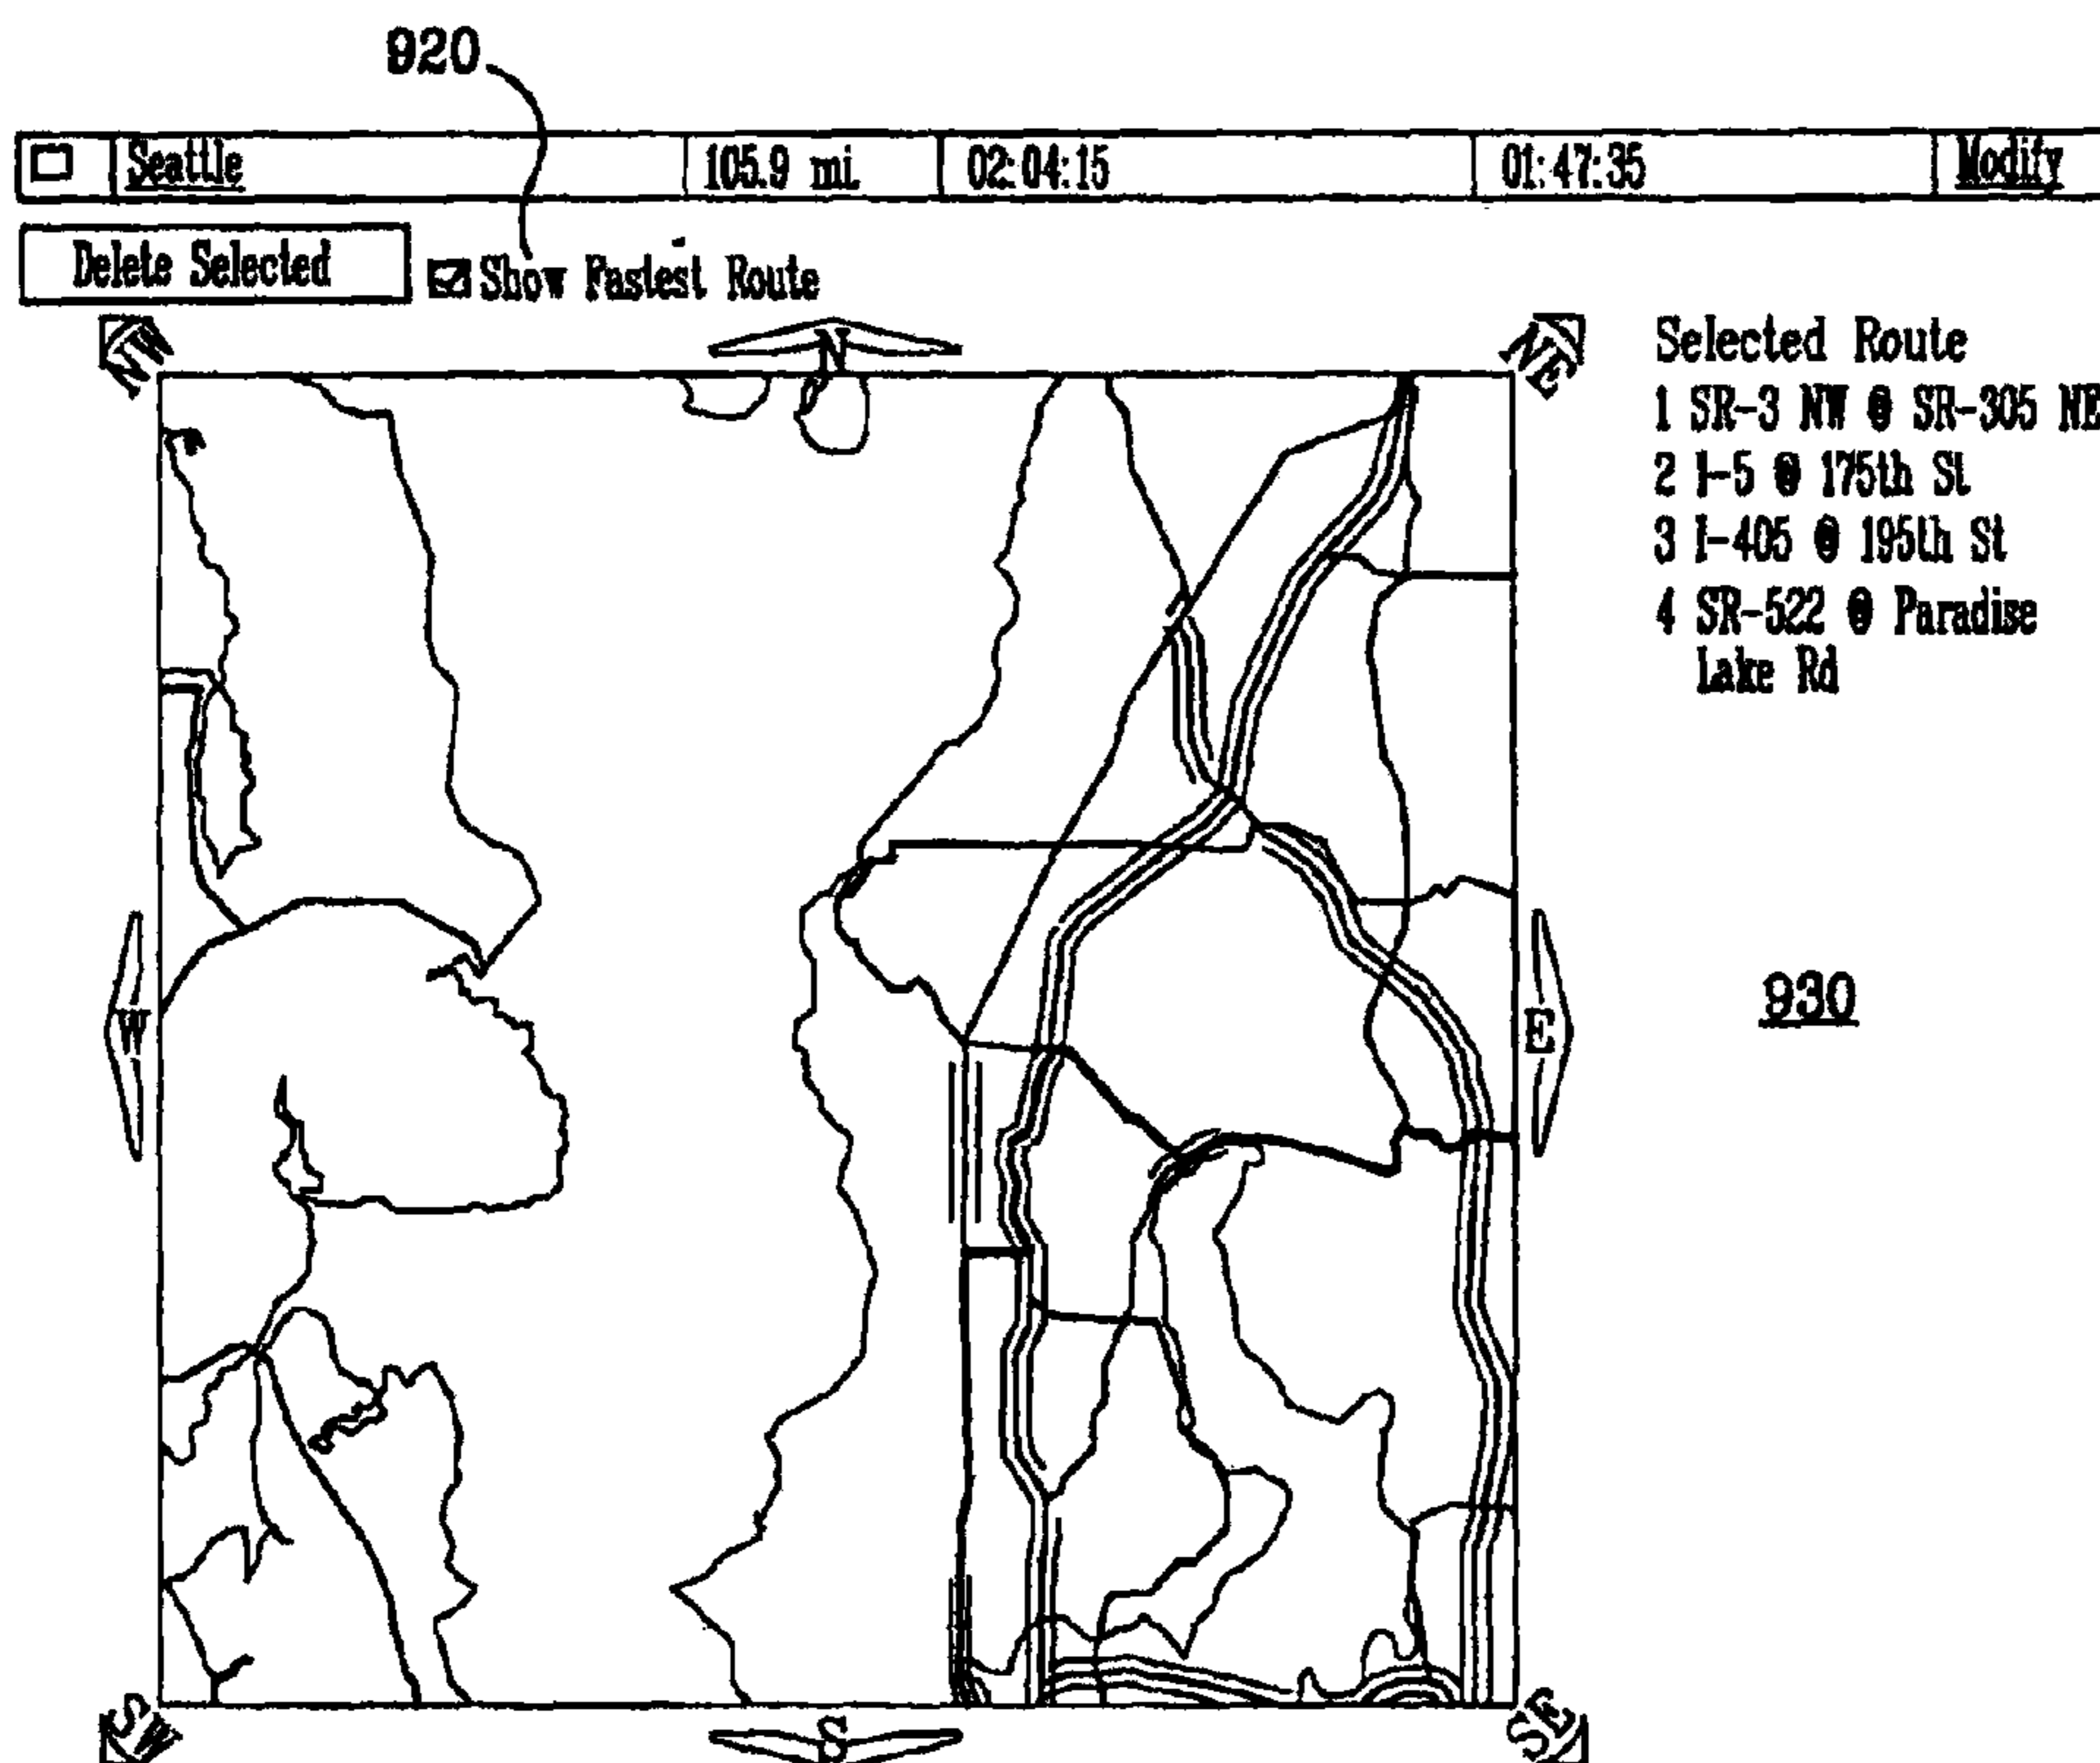 920
Seattle 105.9 mi 02:04:15 01:47:35 Modify
Delete Selected Show Fastest Route
NW N NE
Selected Route
1 SR-3 NW @ SR-305 NE
2 I-5 @ 175th St
3 I-405 @ 195th St
4 SR-522 @ Paradise
Lake Rd
W E
930
SW S SE